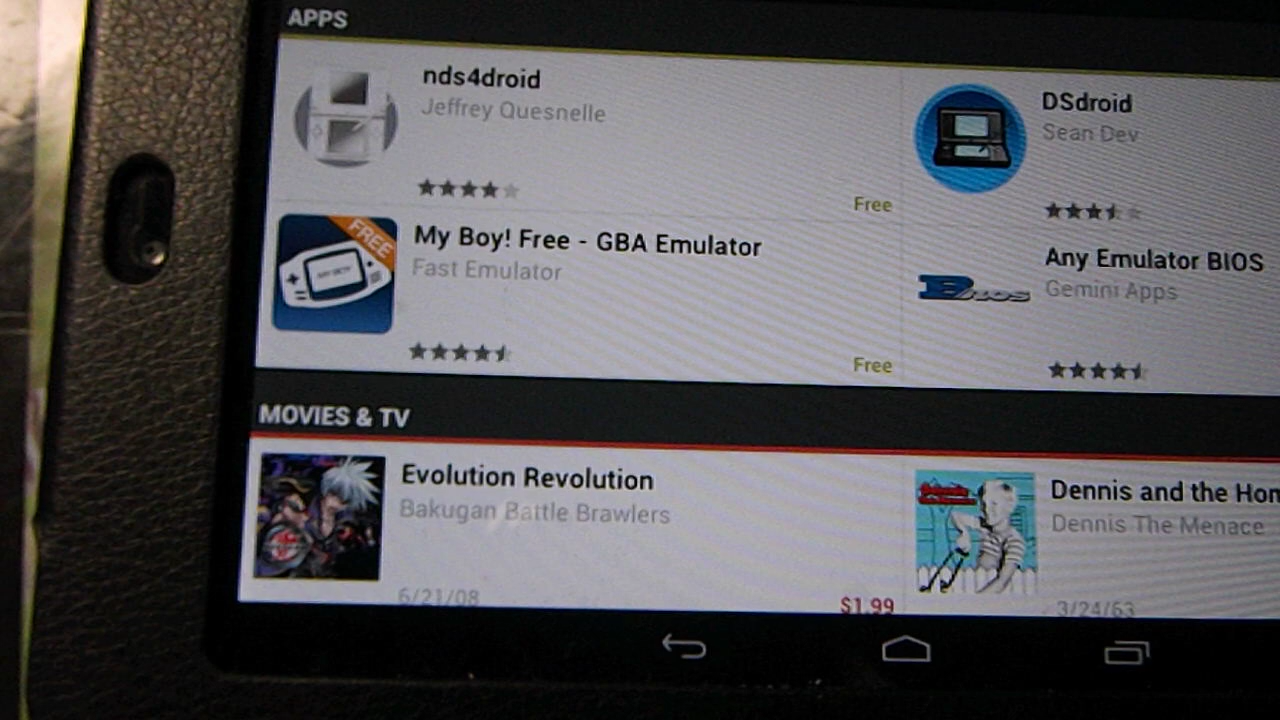 APPS
nds4droid
Jeffrey Quesnelle
Free
DSdroid
Sean Dev
FREE
My Boy! Free - GBA Emulator
Fast Emulator
Free
Any Emulator BIOS
Gemini Apps
Bios
MOVIES & TV
Evolution Revolution
Bakugan Battle Brawlers
6/21/08
$1.99
Dennis and the Hom
Dennis The Menace
3/24/63